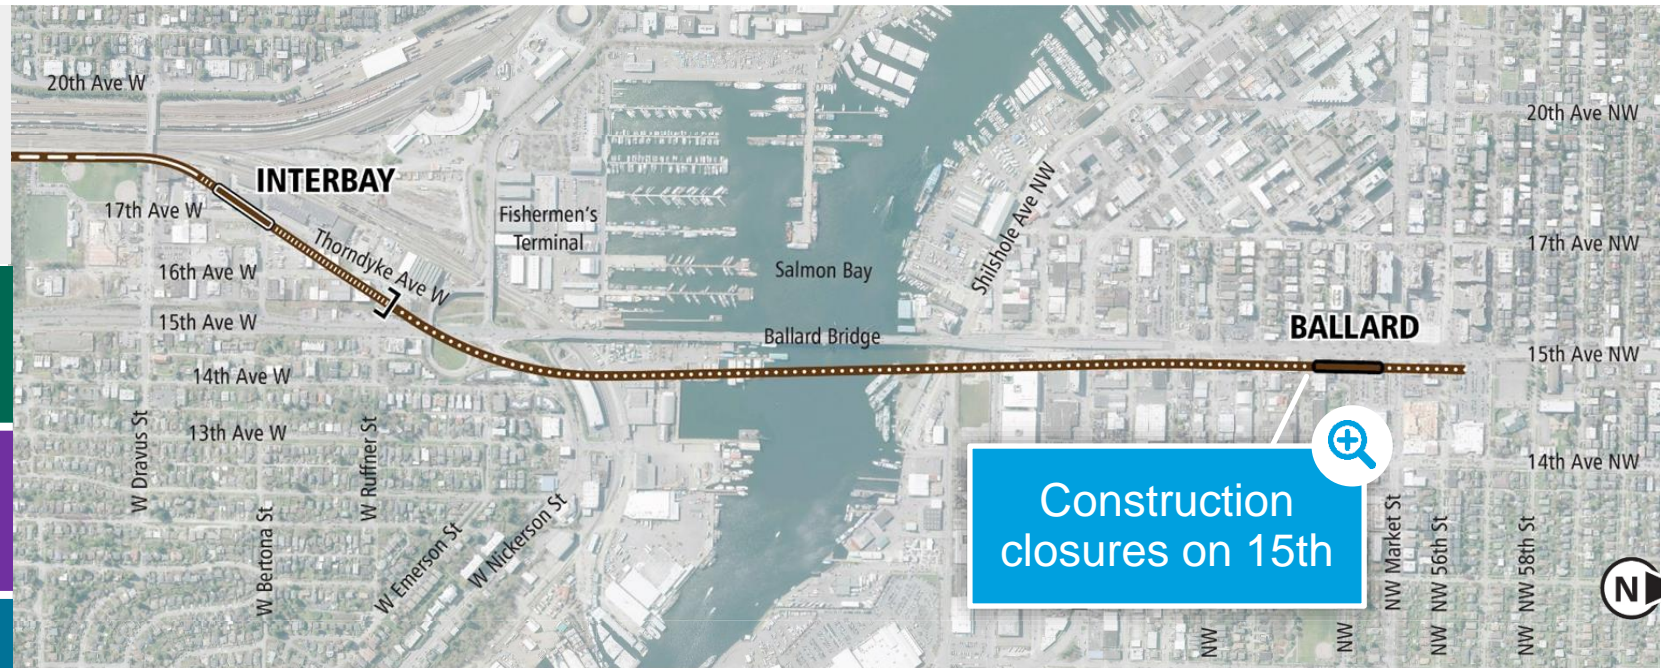 20th Ave W
INTERBAY
17th Ave W
Thorndyke Ave W
16th Ave W
15th Ave W
14th Ave W
13th Ave W
W Dravus St
W Bertona St
W Ruffner St
W Emerson St
W Nickerson St
Fishermen's
Terminal
Salmon Bay
Ballard Bridge
Shilshole Ave NW
BALLARD
20th Ave NW
17th Ave NW
15th Ave NW
14th Ave NW
Construction
closures on 15th
NW Market St
NW 56th St
NW 58th St
NW
NW
N